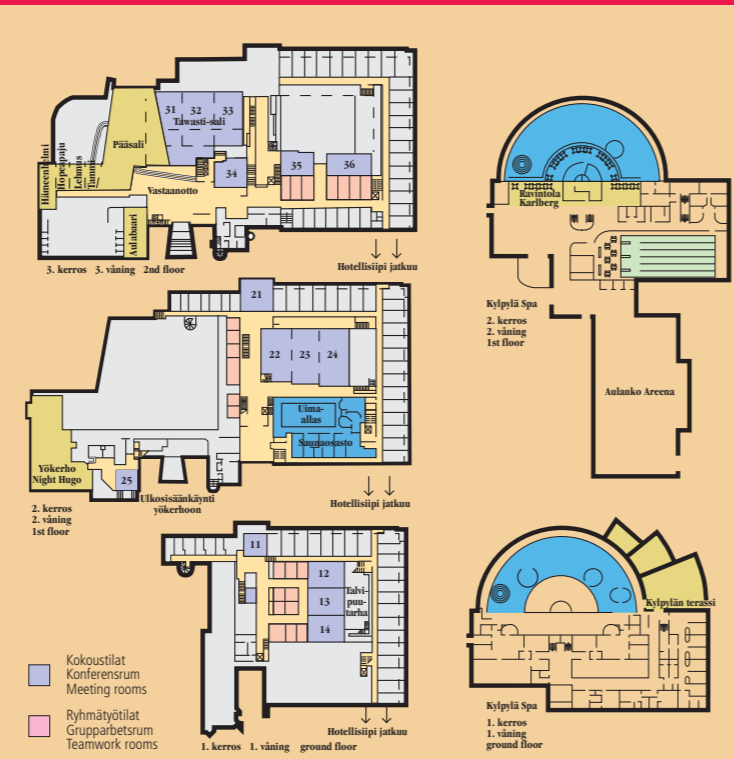 31 32 33
Tawasti-sali
Pääsali
Hämeenhelmi
Hopeapaju
Lehmus
Tammi
34
35
36
Vastaanotto
Aulabaari
3. kerros 3. våning 2nd floor
Hotellisiipi jatkuu
Ravintola
Karlberg
Kylpylä Spa
2. kerros
2. våning
1st floor
Aulanko Areena
21
22 23 24
Uima-
allas
Saunaosasto
Yökerho
Night Hugo
25
Ulkosisäänkäynti
yökerhoon
2. kerros
2. våning
1st floor
Hotellisiipi jatkuu
11
12
13
14
Talvi-
puu-
tarha
1. kerros 1. våning ground floor
Hotellisiipi jatkuu
Kylpylän terassi
Kylpylä Spa
1. kerros
1. våning
ground floor
Kokoustilat
Konferensrum
Meeting rooms
Ryhmätyötilat
Grupparbetsrum
Teamwork rooms